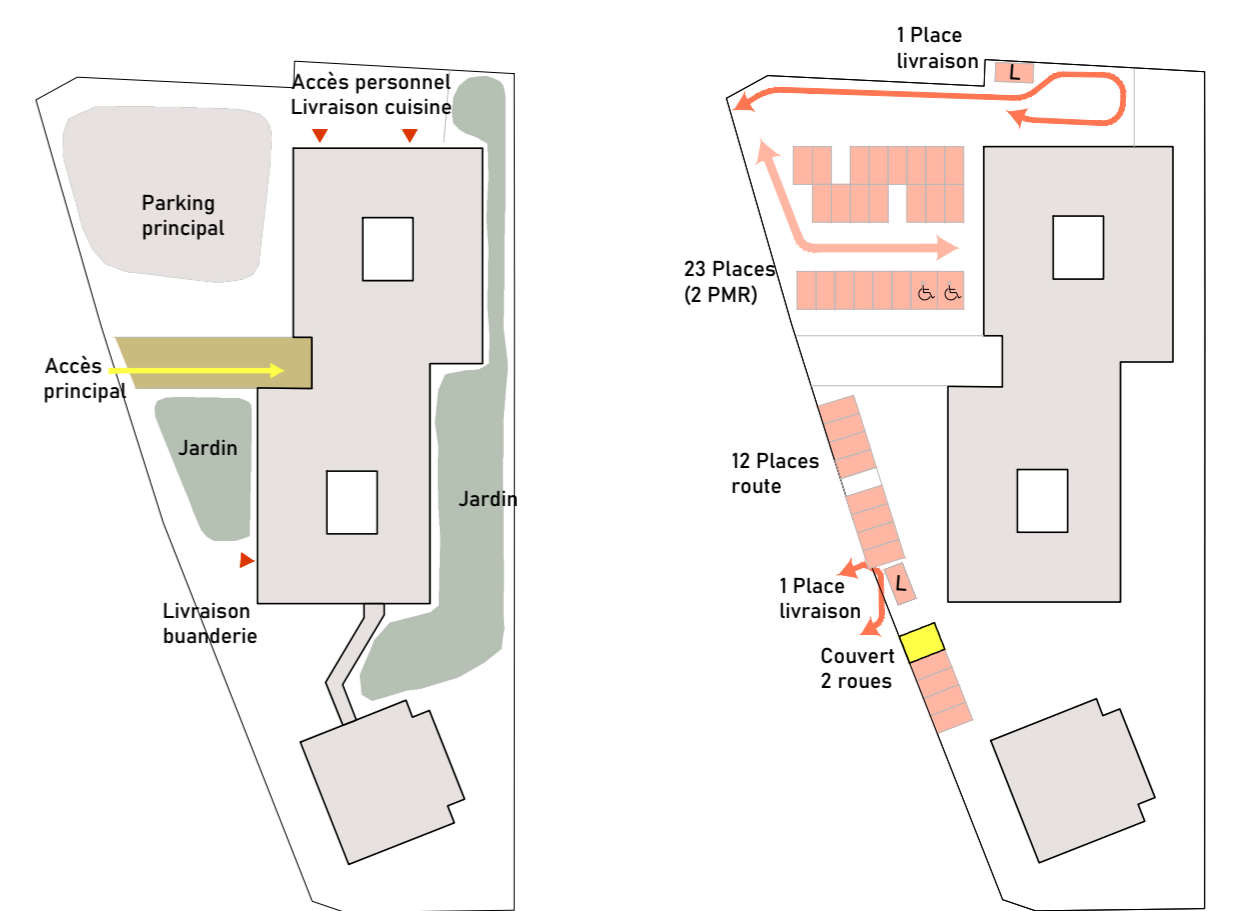 Accès personnel
Livraison cuisine
Parking
principal
Accès
principal
Jardin
Jardin
Livraison
buanderie
1 Place
livraison
L
23 Places
(2 PMR)
12 Places
route
1 Place
livraison
L
Couvert
2 roues